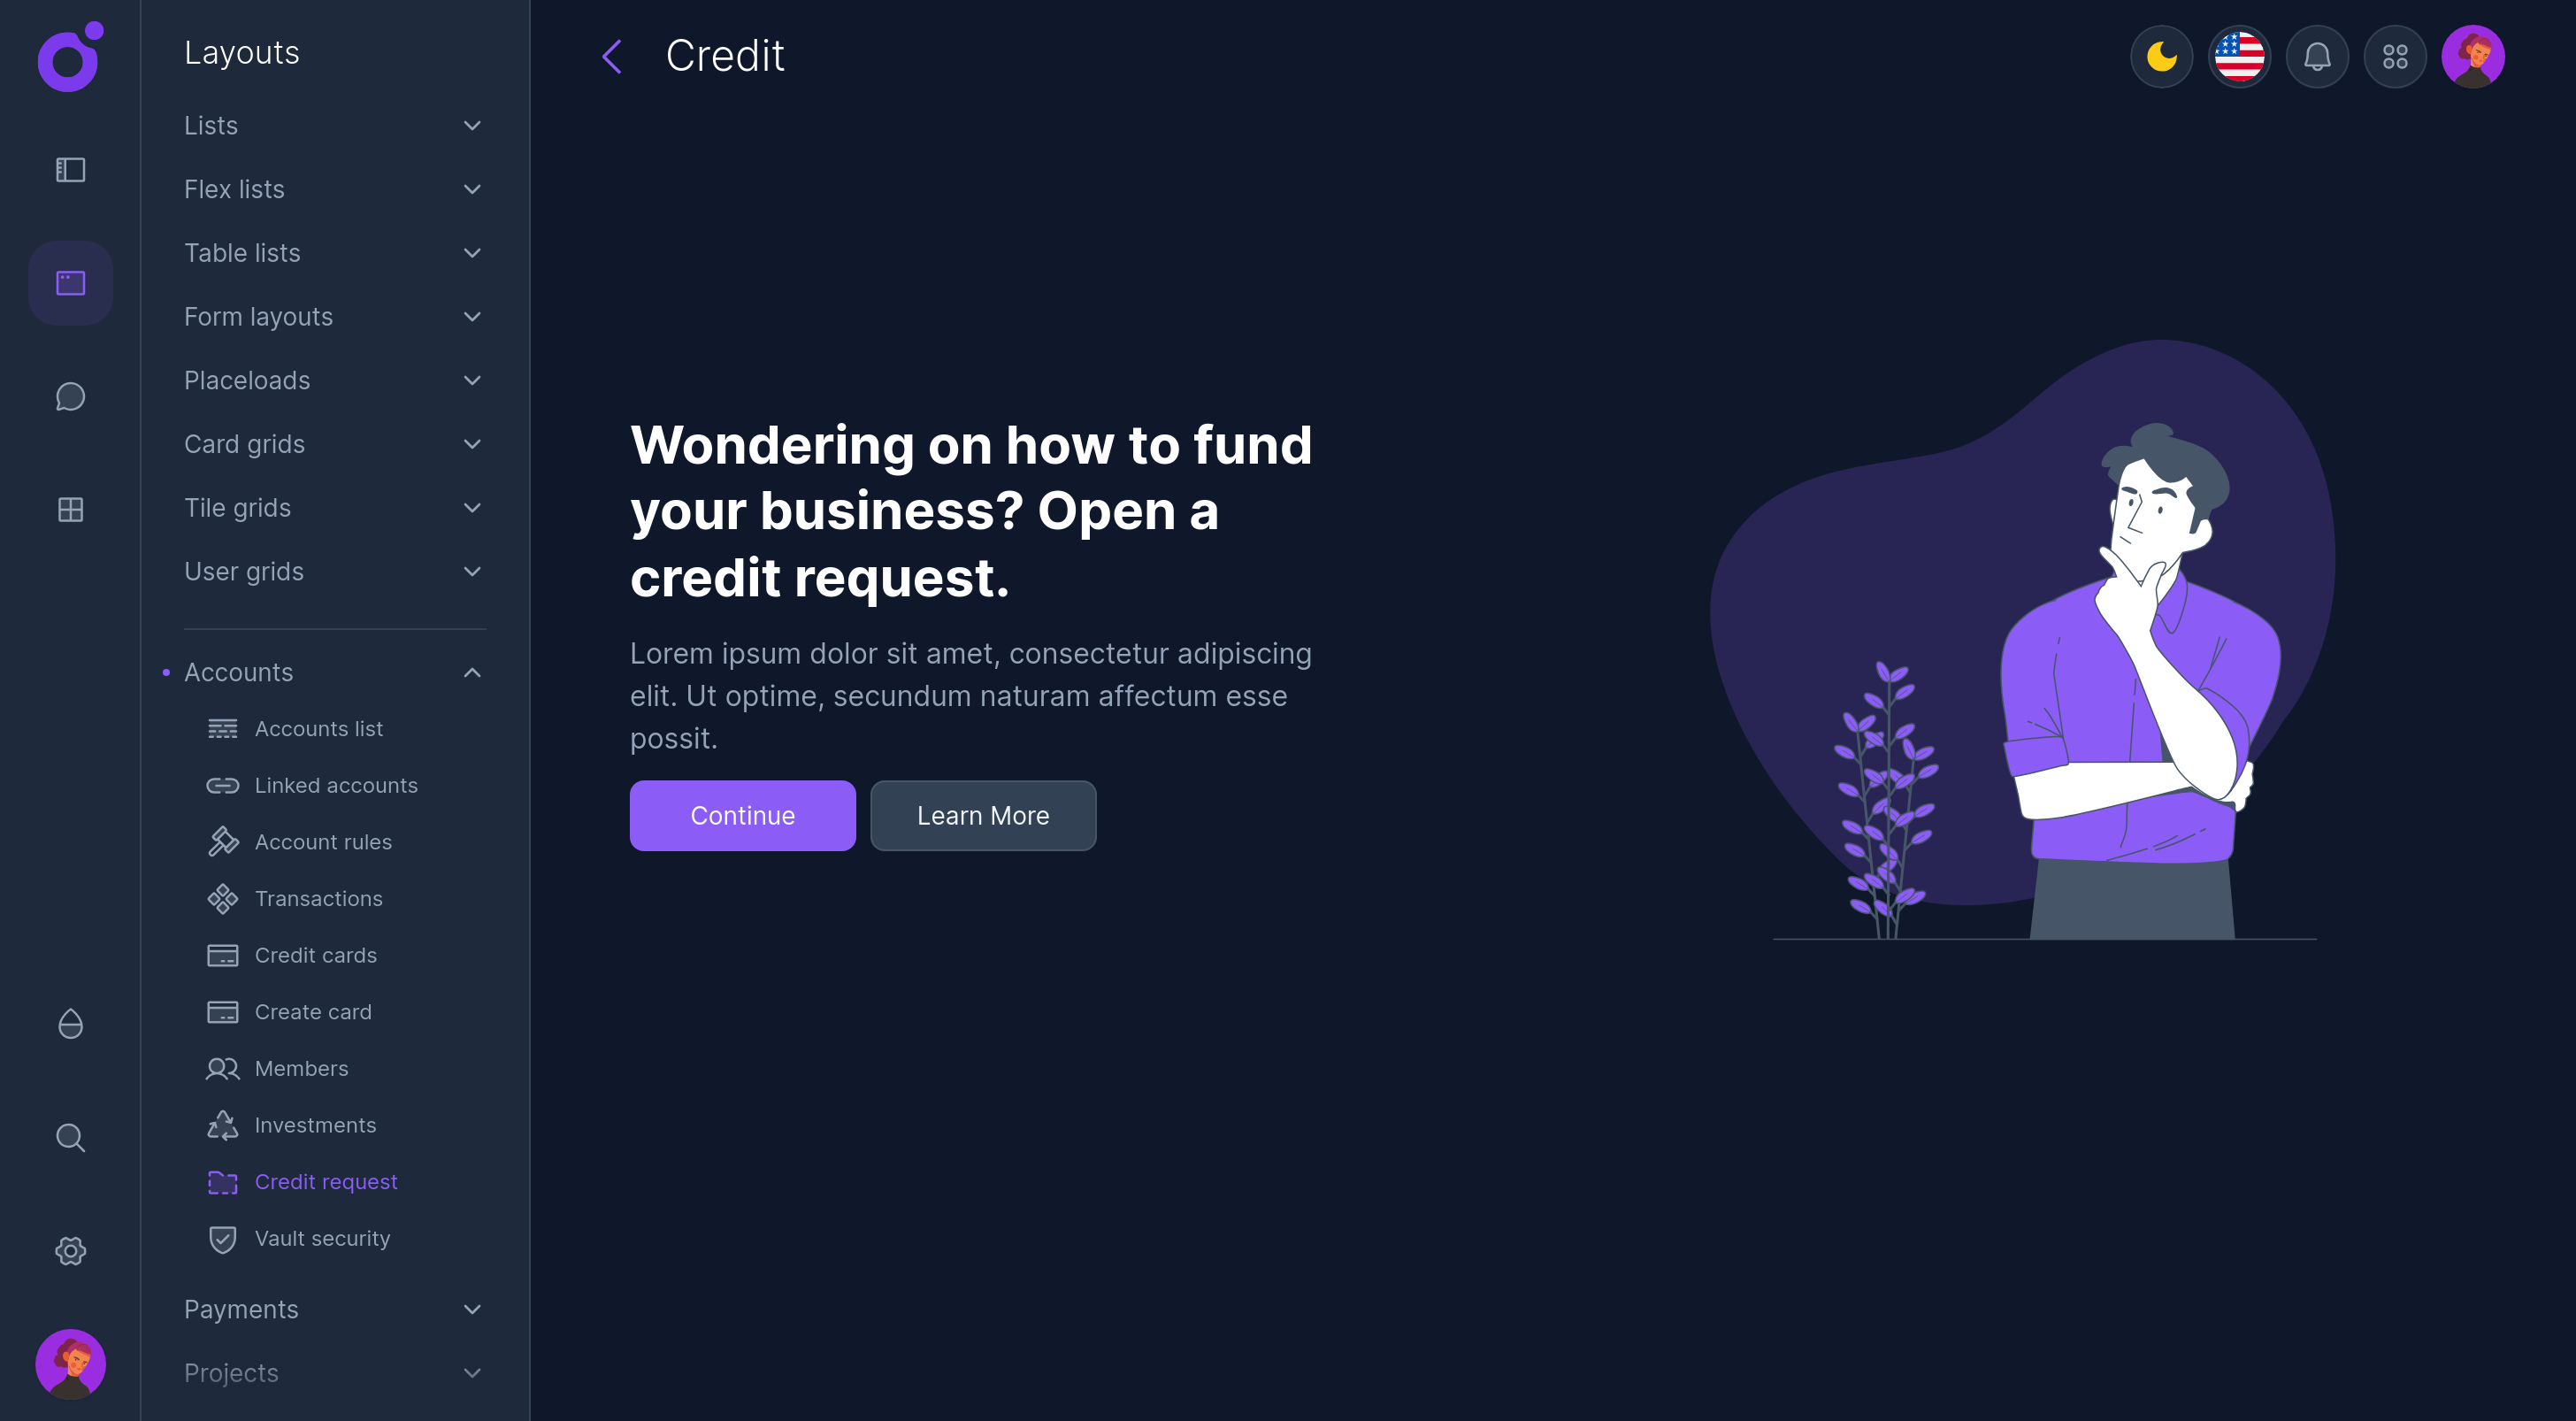 Layouts
Lists
Flex lists
Table lists
Form layouts
Placeloads
Card grids
Tile grids
User grids
Accounts
Accounts list
Linked accounts
Account rules
Transactions
Credit cards
Create card
Members
Investments
Credit request
Vault security
Payments
Projects
Credit
Wondering on how to fund
your business? Open a
credit request.
Lorem ipsum dolor sit amet, consectetur adipiscing
elit. Ut optime, secundum naturam affectum esse
possit.
Continue
Learn More